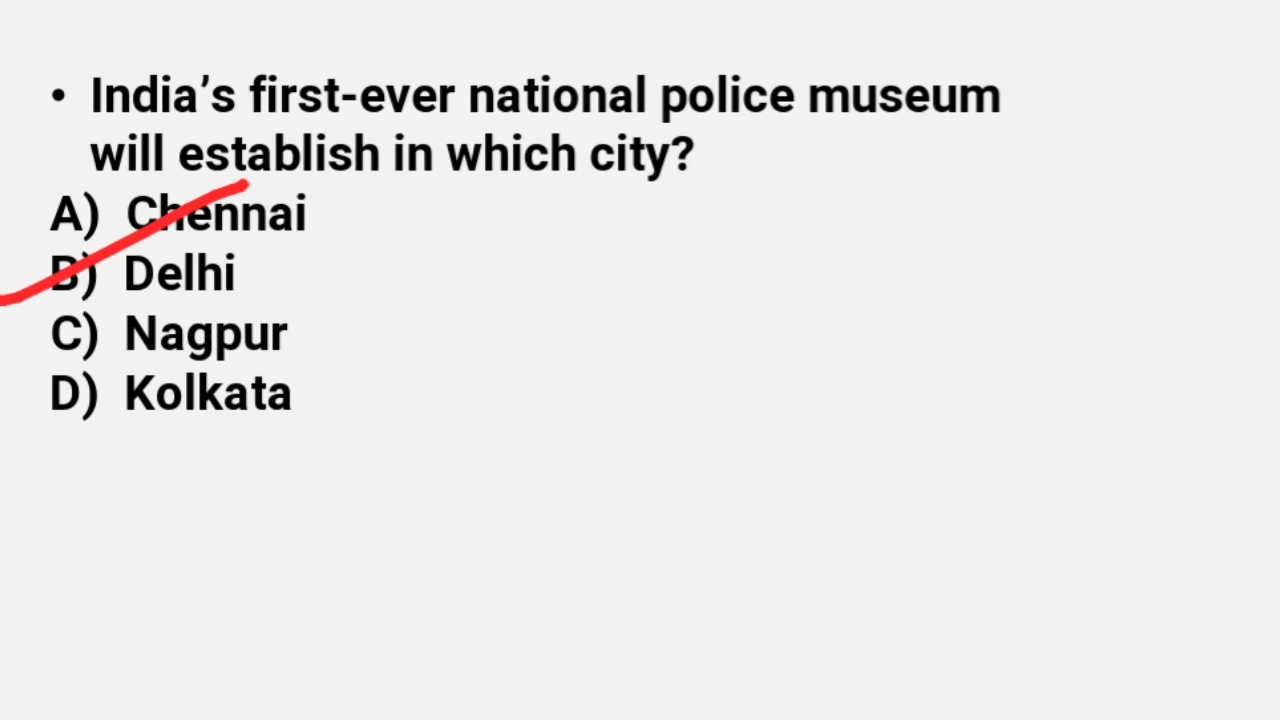 • India’s first-ever national police museum
will establish in which city?
A) Chennai
B) Delhi
C) Nagpur
D) Kolkata